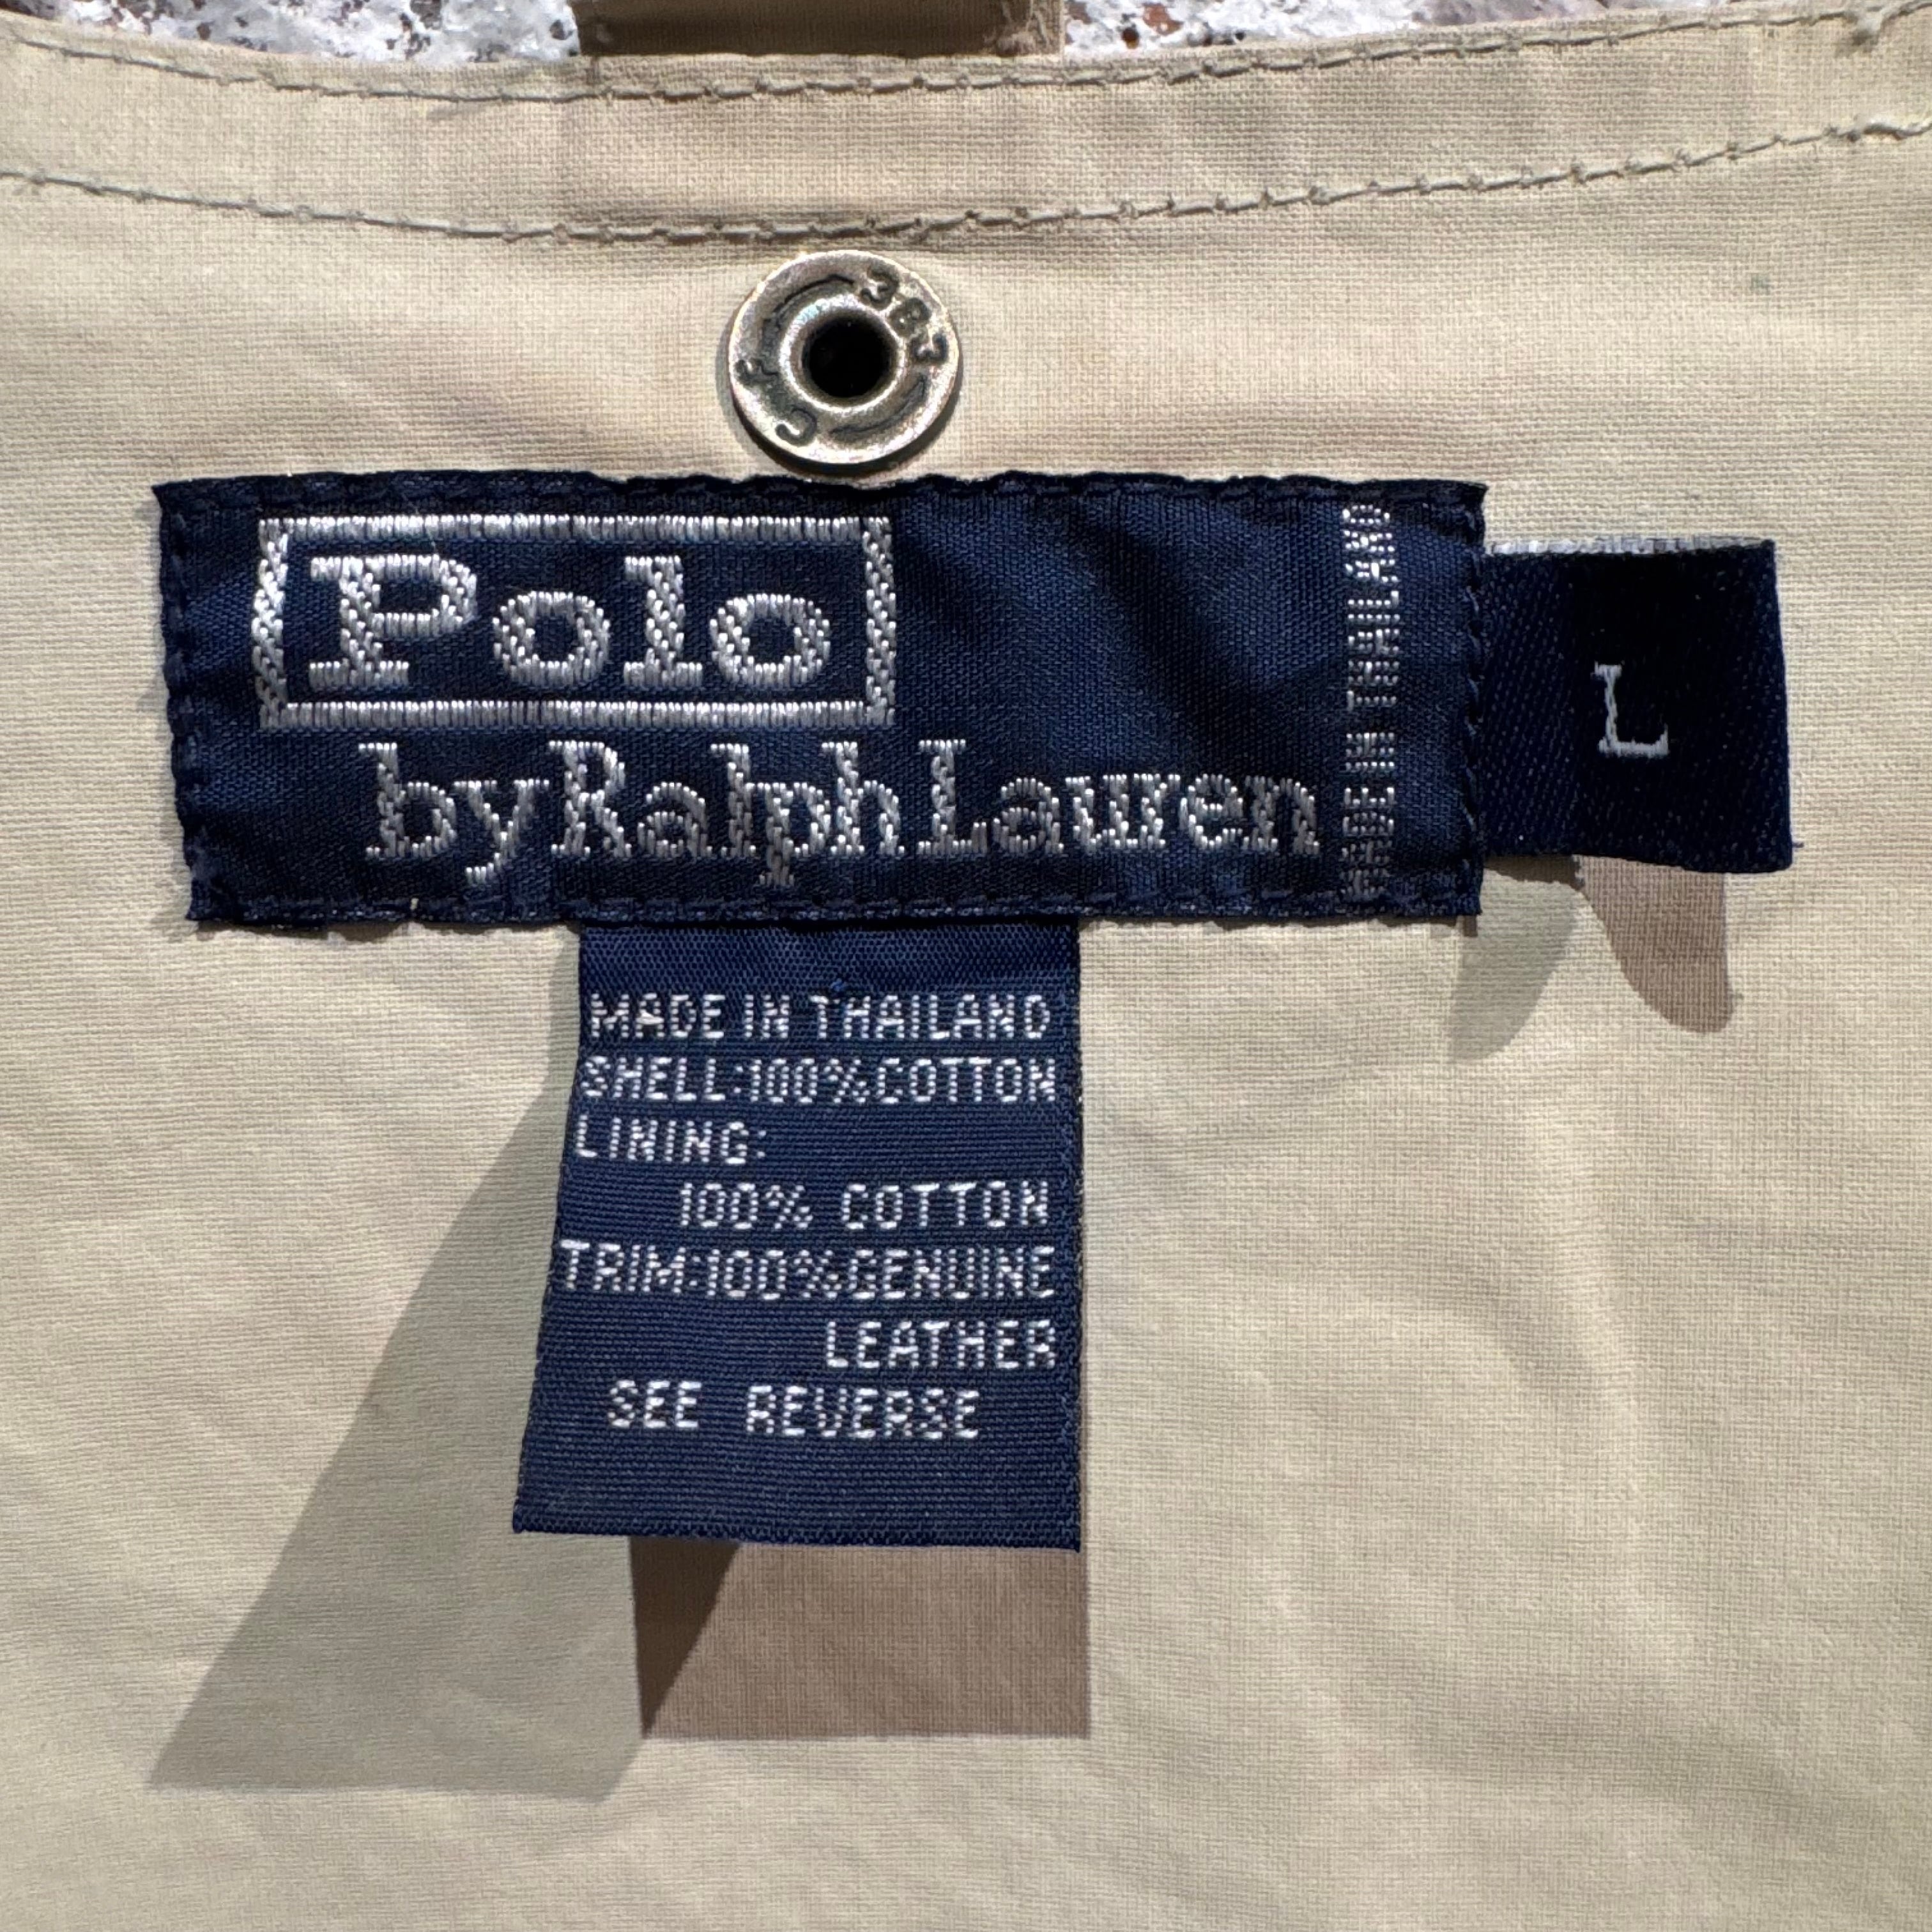 Polo
by Ralph Lauren
MADE IN THAILAND
L
MADE IN THAILAND
SHELL:100%COTTON
LINING:
100% COTTON
TRIM:100%GENUINE
LEATHER
SEE REVERSE